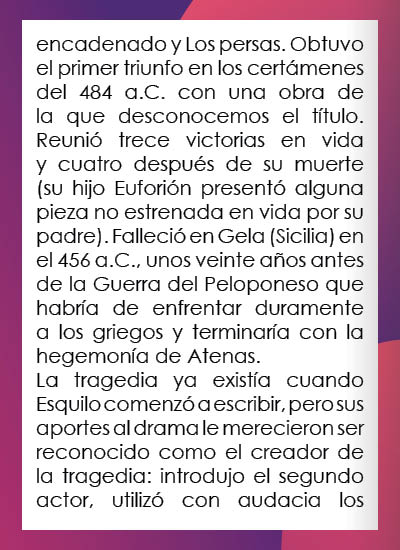 encadenado y Los persas. Obtuvo
el primer triunfo en los certámenes
del 484 a.C. con una obra de
la que desconocemos el título.
Reunió trece victorias en vida
y cuatro después de su muerte
(su hijo Euforión presentó alguna
pieza no estrenada en vida por su
padre). Falleció en Gela (Sicilia) en
el 456 a.C., unos veinte años antes
de la Guerra del Peloponeso que
habría de enfrentar duramente
a los griegos y terminaría con la
hegemonía de Atenas.
La tragedia ya existía cuando
Esquilo comenzó a escribir, pero sus
aportes al drama le merecieron ser
reconocido como el creador de
la tragedia: introdujo el segundo
actor, utilizó con audacia los